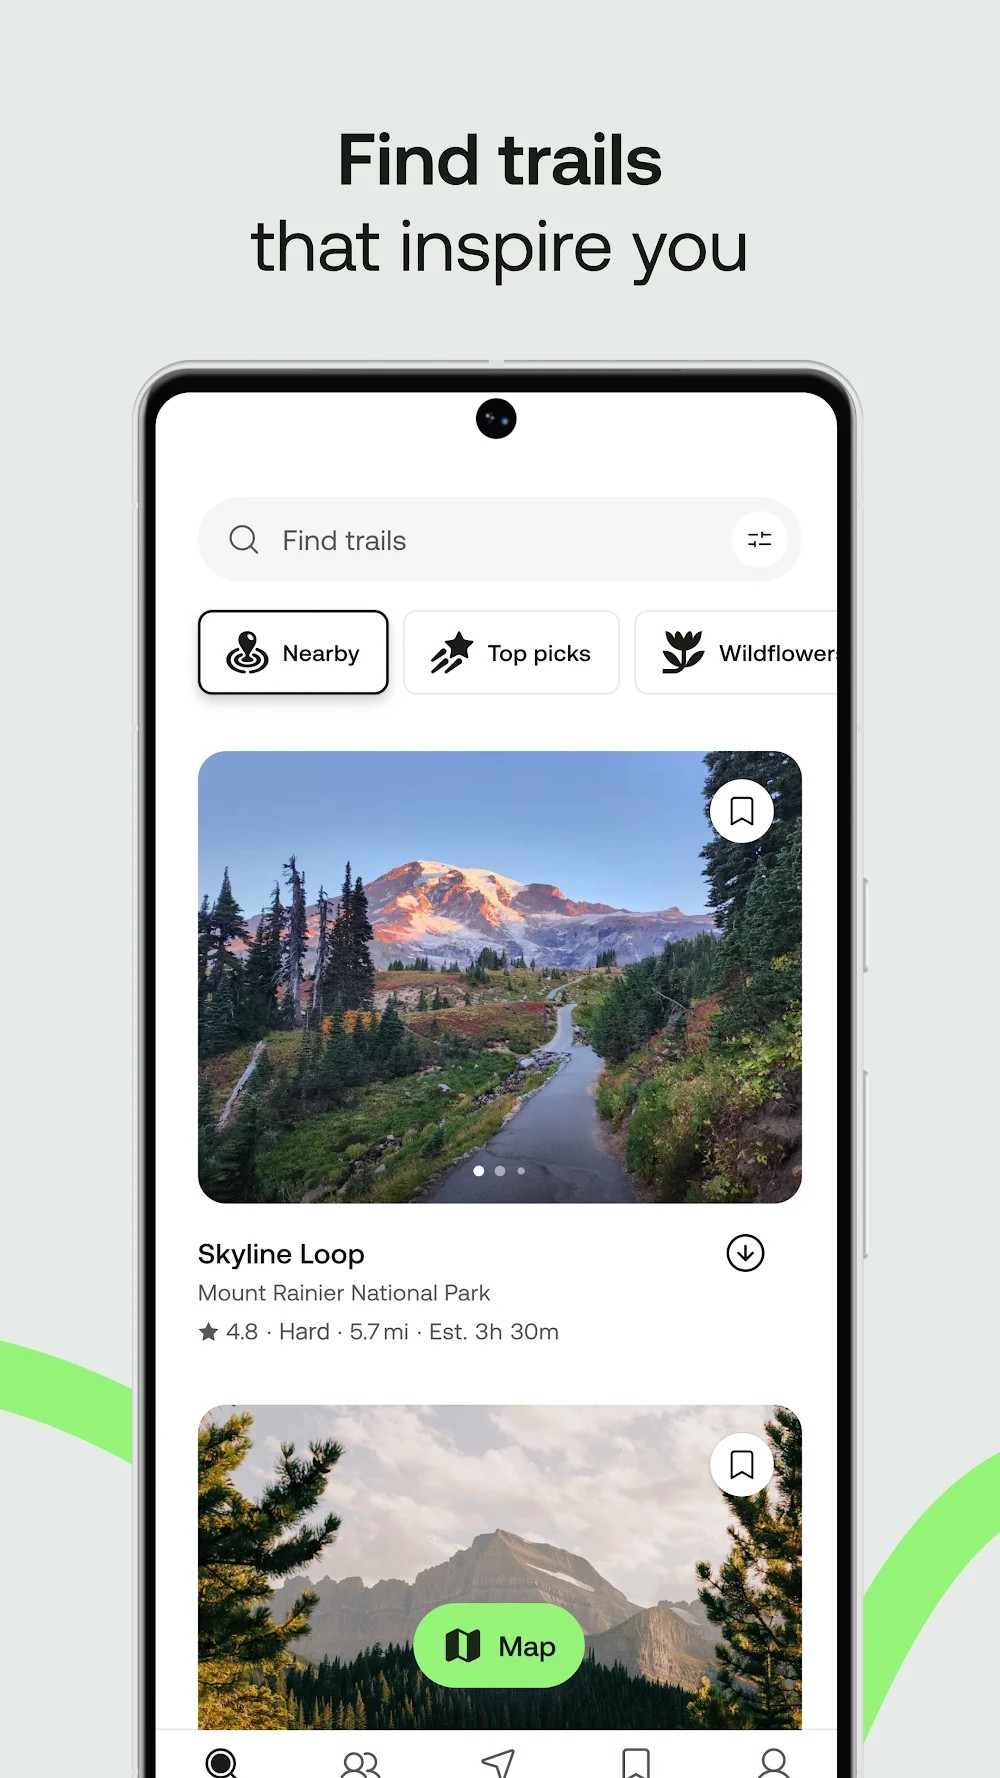 Find trails
that inspire you
Find trails
Nearby
Top picks
Wildflowers
Skyline Loop
Mount Rainier National Park
★ 4.8 · Hard · 5.7 mi · Est. 3h 30m
Map